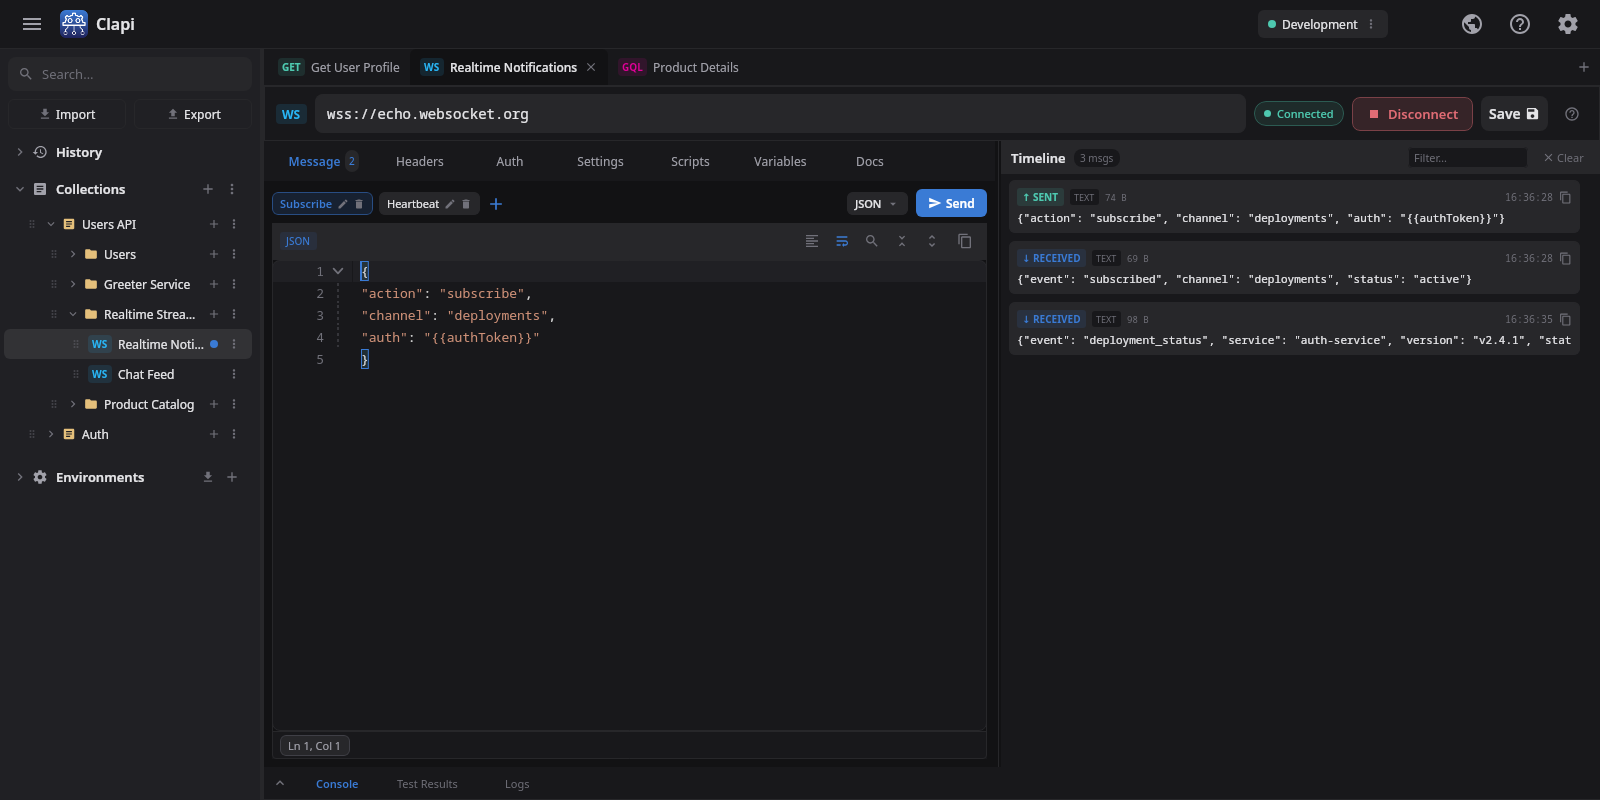 Clapi
Development
Search...
Import
Export
History
Collections
Users API
Users
Greeter Service
Realtime Strea...
WS Realtime Noti...
WS Chat Feed
Product Catalog
Auth
Environments
GET Get User Profile
WS Realtime Notifications
GQL Product Details
WS wss://echo.websocket.org
Connected
Disconnect
Save
Message 2
Headers
Auth
Settings
Scripts
Variables
Docs
Subscribe
Heartbeat
JSON
Send
JSON
1 {
2 "action": "subscribe",
3 "channel": "deployments",
4 "auth": "{{authToken}}"
5 }
Ln 1, Col 1
Timeline 3 msgs
Filter...
Clear
↑ SENT TEXT 74 B 16:36:28
{"action": "subscribe", "channel": "deployments", "auth": "{{authToken}}"}
↓ RECEIVED TEXT 69 B 16:36:28
{"event": "subscribed", "channel": "deployments", "status": "active"}
↓ RECEIVED TEXT 98 B 16:36:35
{"event": "deployment_status", "service": "auth-service", "version": "v2.4.1", "stat
Console
Test Results
Logs